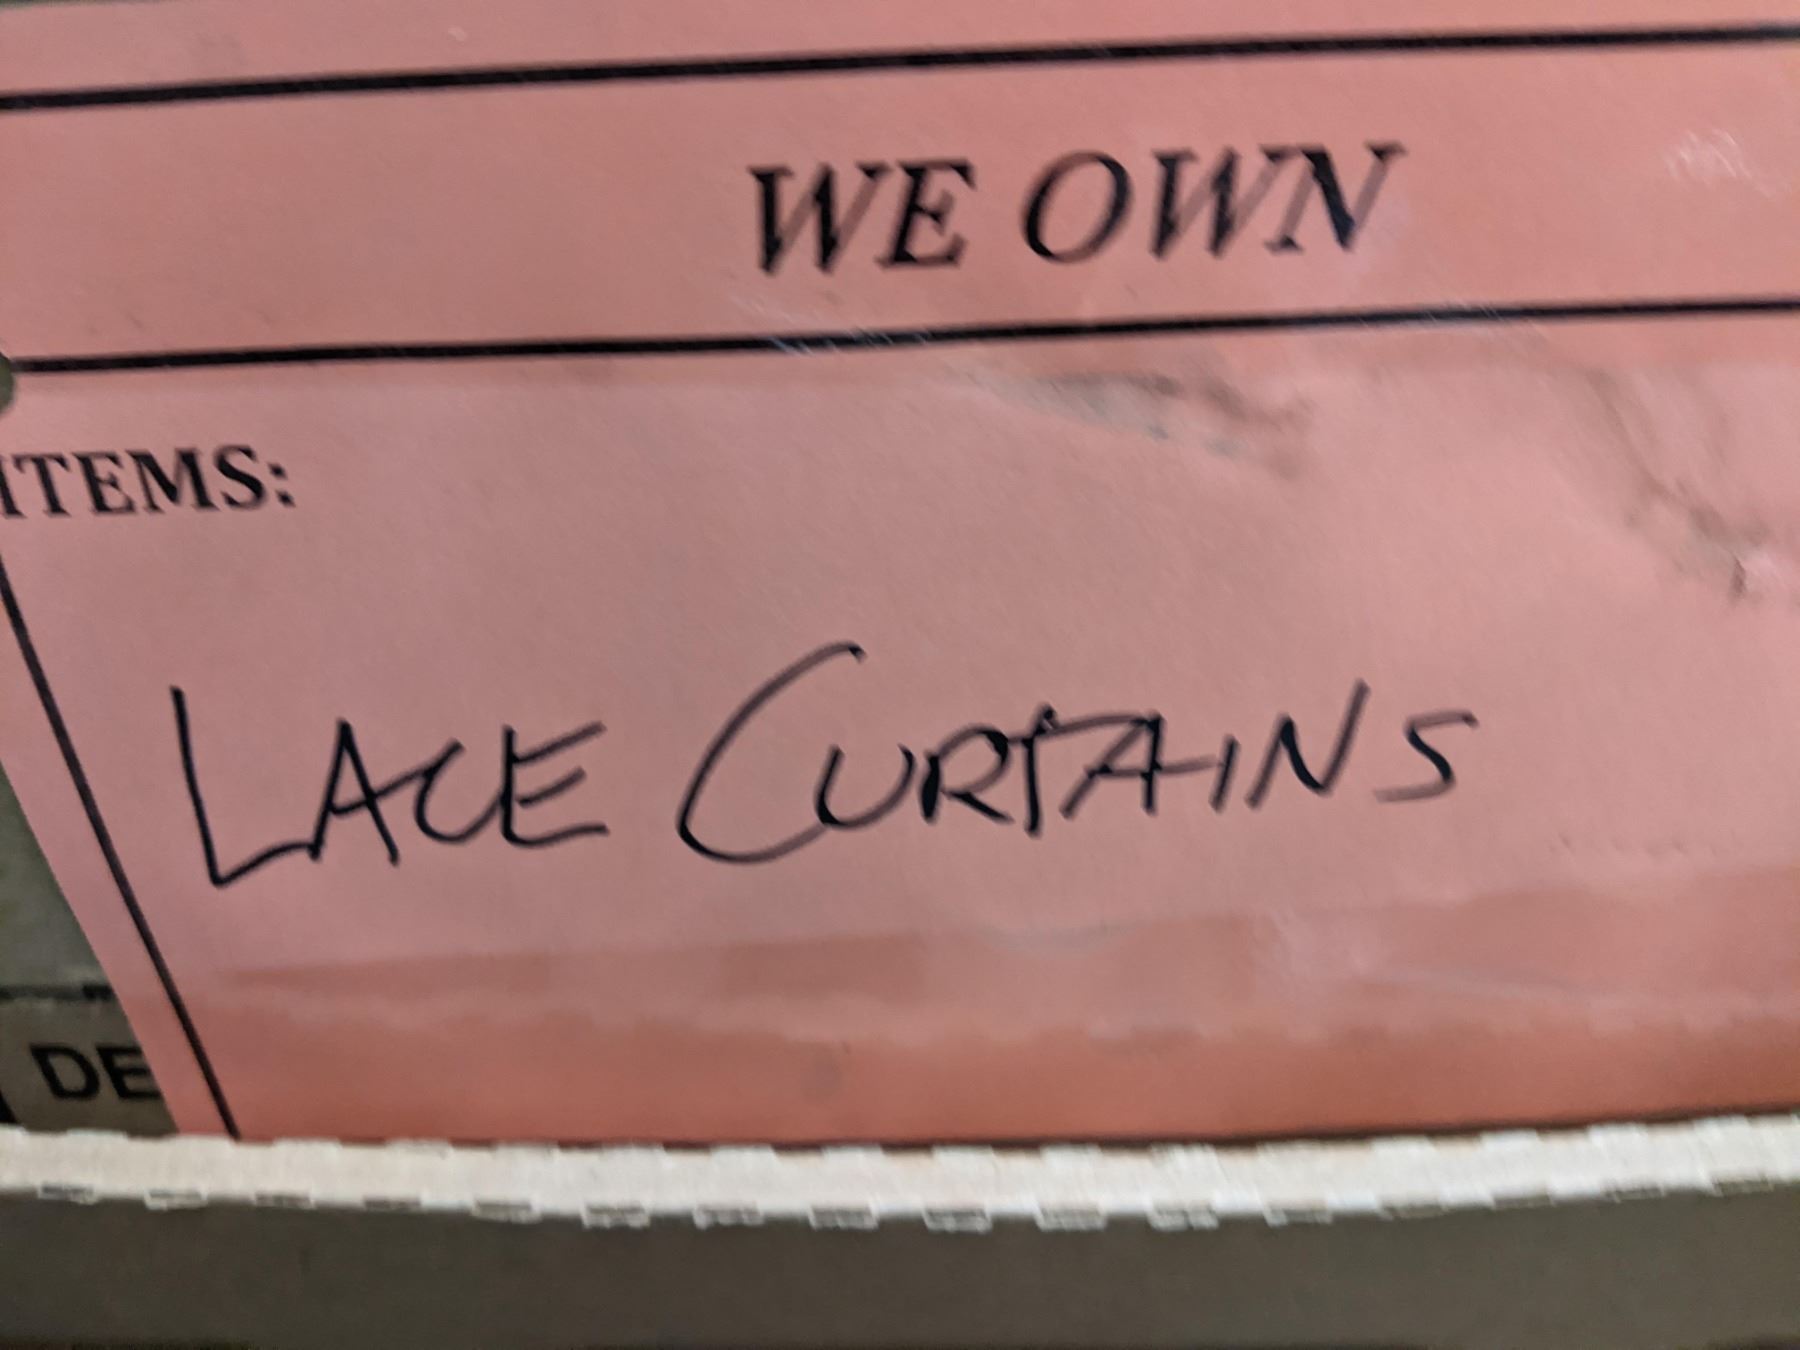 WE OWN
ITEMS:
LACE CURTAINS
DE